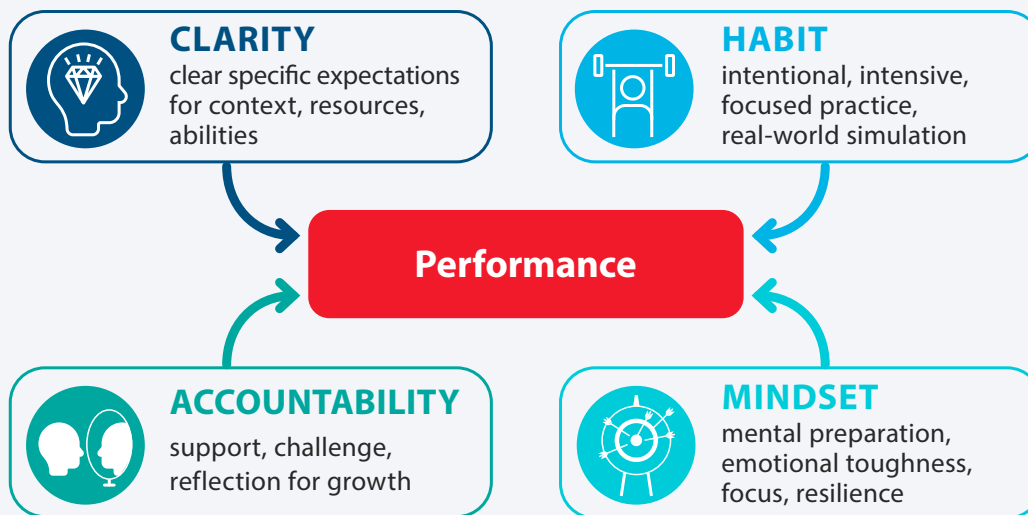 CLARITY
clear specific expectations
for context, resources,
abilities
HABIT
intentional, intensive,
focused practice,
real-world simulation
Performance
ACCOUNTABILITY
support, challenge,
reflection for growth
MINDSET
mental preparation,
emotional toughness,
focus, resilience